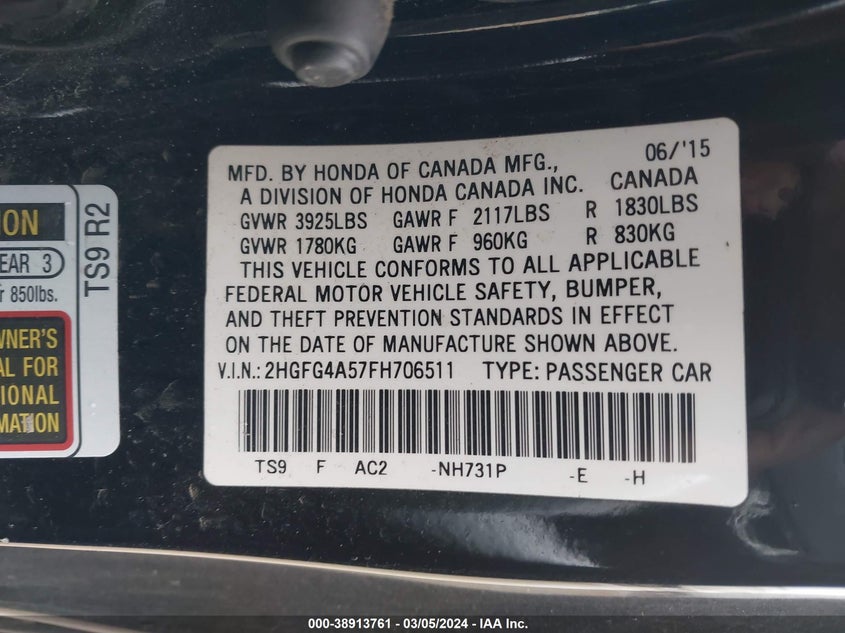 ION
EAR 3
r 850lbs.
WNER'S
AL FOR
IONAL
MATION
TS9 R2
MFD. BY HONDA OF CANADA MFG., 06/'15
A DIVISION OF HONDA CANADA INC. CANADA
GVWR 3925LBS GAWR F 2117LBS R 1830LBS
GVWR 1780KG GAWR F 960KG R 830KG
THIS VEHICLE CONFORMS TO ALL APPLICABLE
FEDERAL MOTOR VEHICLE SAFETY, BUMPER,
AND THEFT PREVENTION STANDARDS IN EFFECT
ON THE DATE OF MANUFACTURE SHOWN ABOVE.
V.I.N.: 2HGFG4A57FH706511 TYPE: PASSENGER CAR
TS9 F AC2 -NH731P -E -H
000-38913761 - 03/05/2024 - IAA Inc.